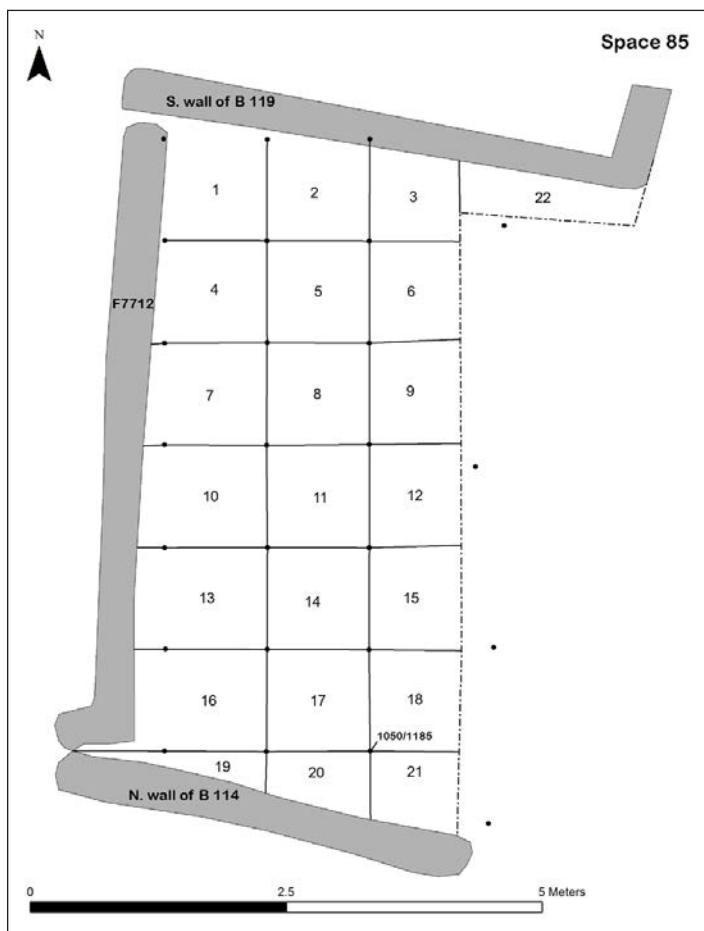 N
Space 85
S. wall of B 119
1 2 3 22
F7712
4 5 6
7 8 9
10 11 12
13 14 15
16 17 18
1050/1185
19 20 21
N. wall of B 114
0 2.5 5 Meters